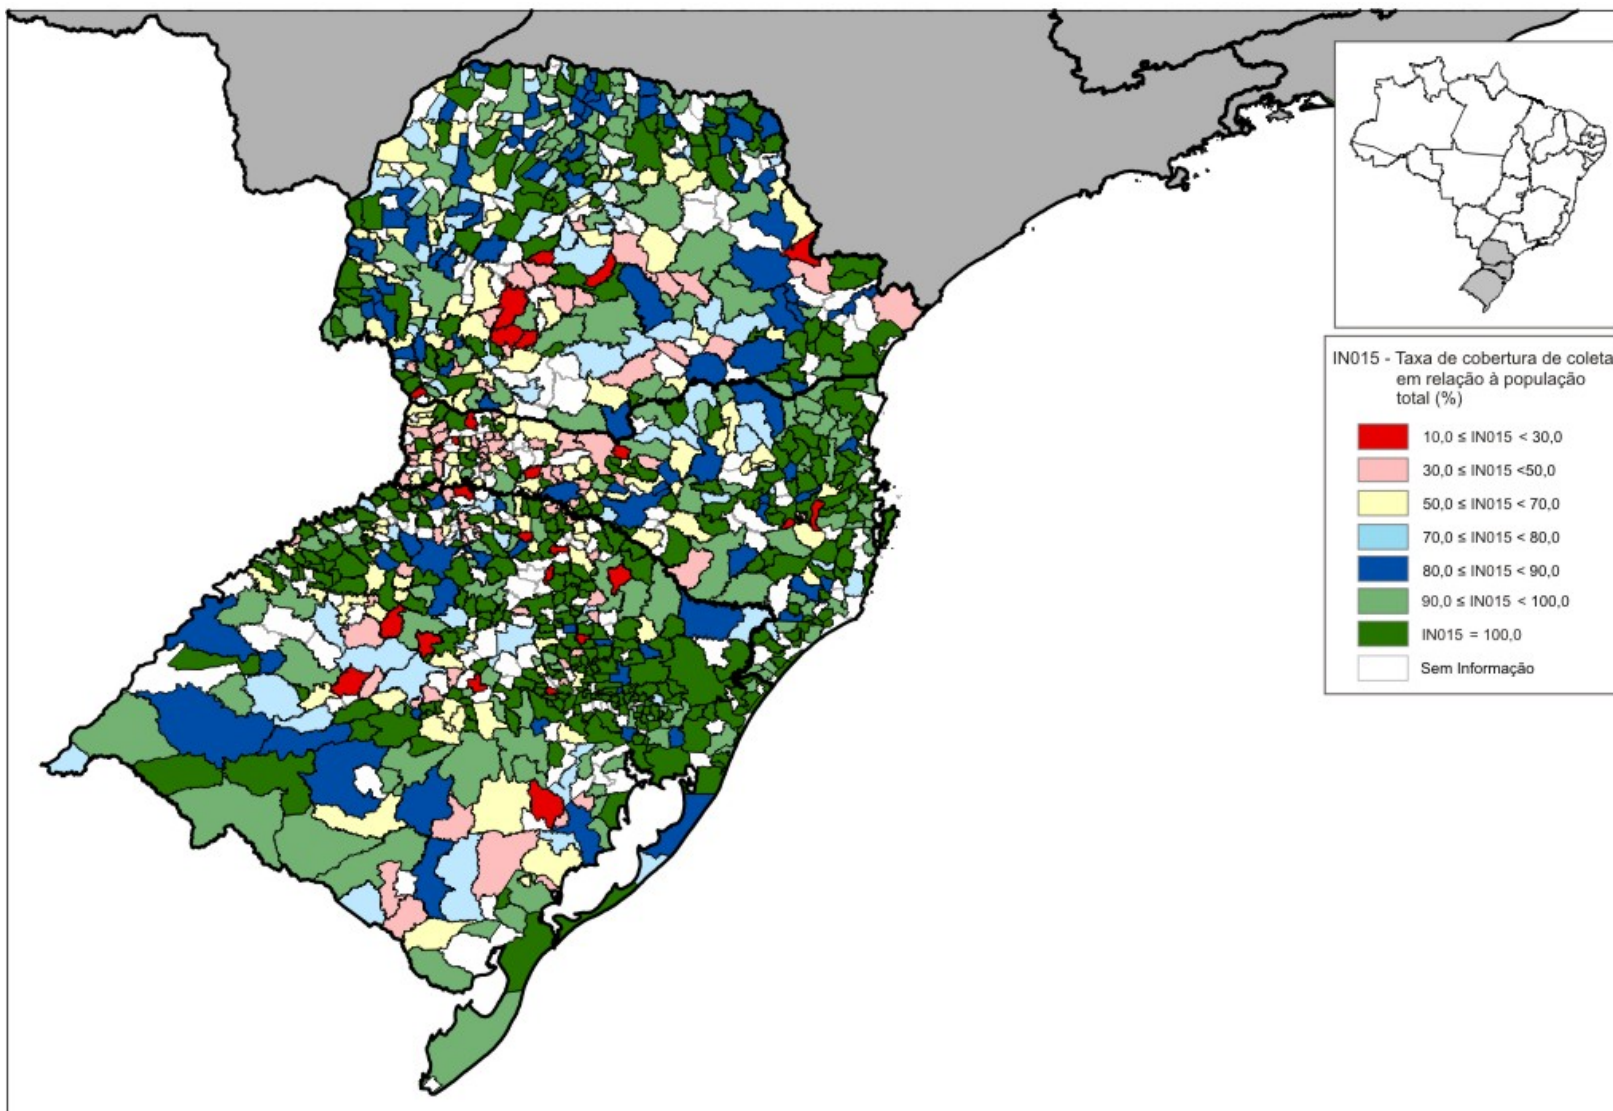 IN015 - Taxa de cobertura de coleta
em relação à população
total (%)
10,0 ≤ IN015 < 30,0
30,0 ≤ IN015 <50,0
50,0 ≤ IN015 < 70,0
70,0 ≤ IN015 < 80,0
80,0 ≤ IN015 < 90,0
90,0 ≤ IN015 < 100,0
IN015 = 100,0
Sem Informação